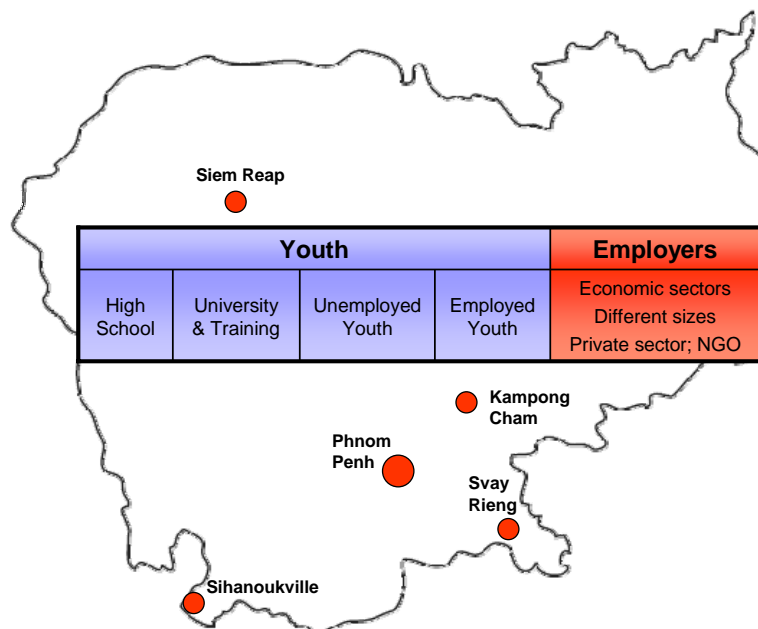 Siem Reap
Youth
Employers
High
School
University
& Training
Unemployed
Youth
Employed
Youth
Economic sectors
Different sizes
Private sector; NGO
Kampong
Cham
Phnom
Penh
Svay
Rieng
Sihanoukville